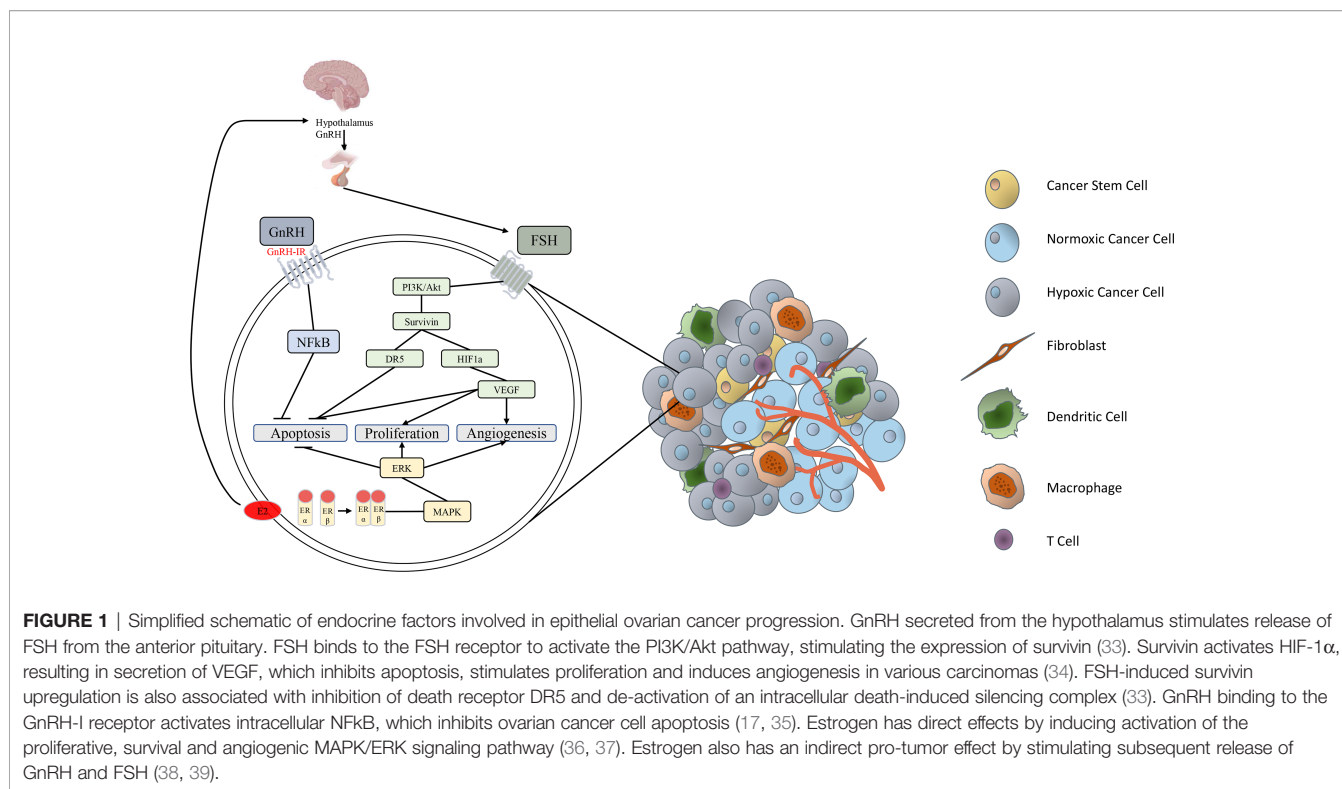 Hypothalamus
GnRH
GnRH
GnRH-IR
FSH
PI3K/Akt
Survivin
NFkB
DR5
HIF1a
VEGF
Apoptosis
Proliferation
Angiogenesis
ERK
E2
ER
α
ER
β
ER
α
ER
β
MAPK
Cancer Stem Cell
Normoxic Cancer Cell
Hypoxic Cancer Cell
Fibroblast
Dendritic Cell
Macrophage
T Cell
FIGURE 1 | Simplified schematic of endocrine factors involved in epithelial ovarian cancer progression. GnRH secreted from the hypothalamus stimulates release of
FSH from the anterior pituitary. FSH binds to the FSH receptor to activate the PI3K/Akt pathway, stimulating the expression of survivin (33). Survivin activates HIF-1α,
resulting in secretion of VEGF, which inhibits apoptosis, stimulates proliferation and induces angiogenesis in various carcinomas (34). FSH-induced survivin
upregulation is also associated with inhibition of death receptor DR5 and de-activation of an intracellular death-induced silencing complex (33). GnRH binding to the
GnRH-I receptor activates intracellular NFkB, which inhibits ovarian cancer cell apoptosis (17, 35). Estrogen has direct effects by inducing activation of the
proliferative, survival and angiogenic MAPK/ERK signaling pathway (36, 37). Estrogen also has an indirect pro-tumor effect by stimulating subsequent release of
GnRH and FSH (38, 39).